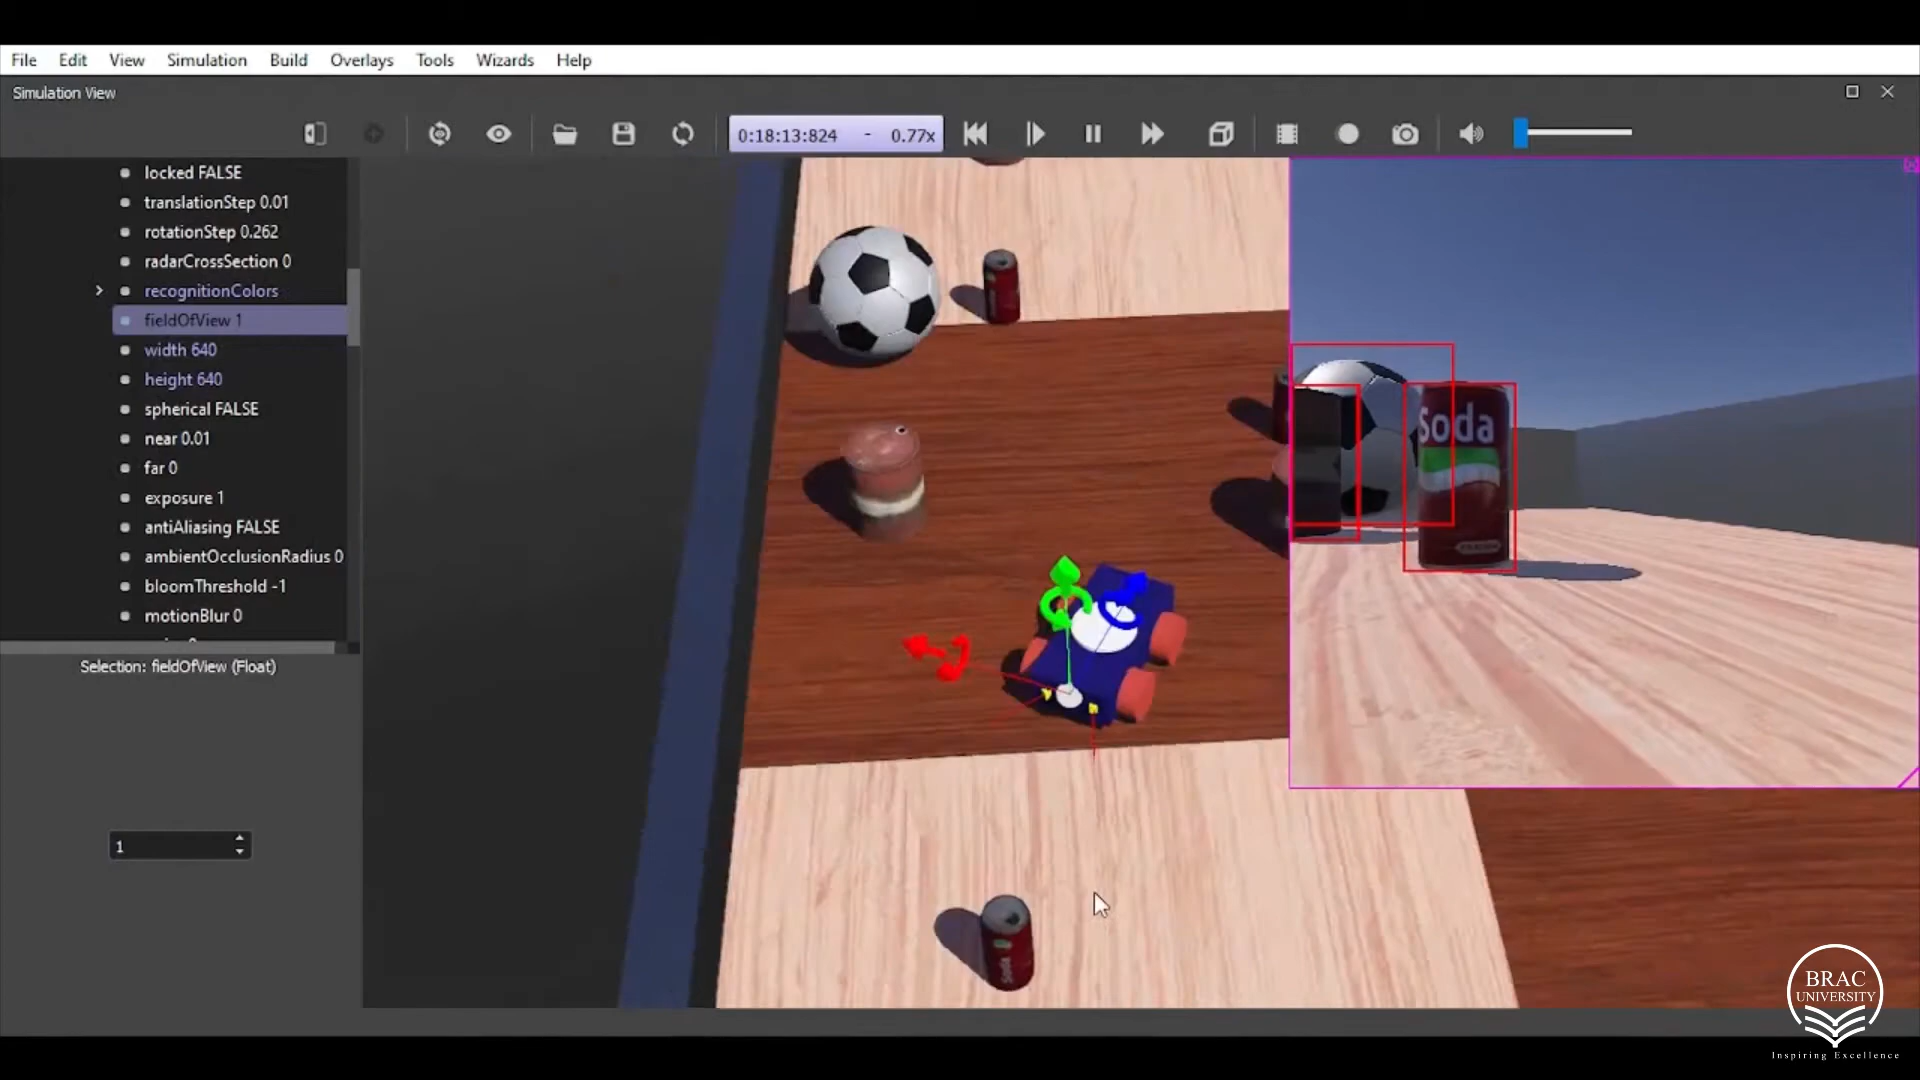 File Edit View Simulation Build Overlays Tools Wizards Help
Simulation View
0:18:13:824 - 0.77x
locked FALSE
translationStep 0.01
rotationStep 0.262
radarCrossSection 0
recognitionColors
fieldOfView 1
width 640
height 640
spherical FALSE
near 0.01
far 0
exposure 1
antiAliasing FALSE
ambientOcclusionRadius 0
bloomThreshold -1
motionBlur 0
Selection: fieldOfView (Float)
1
Soda
Soda
BRAC
UNIVERSITY
Inspiring Excellence